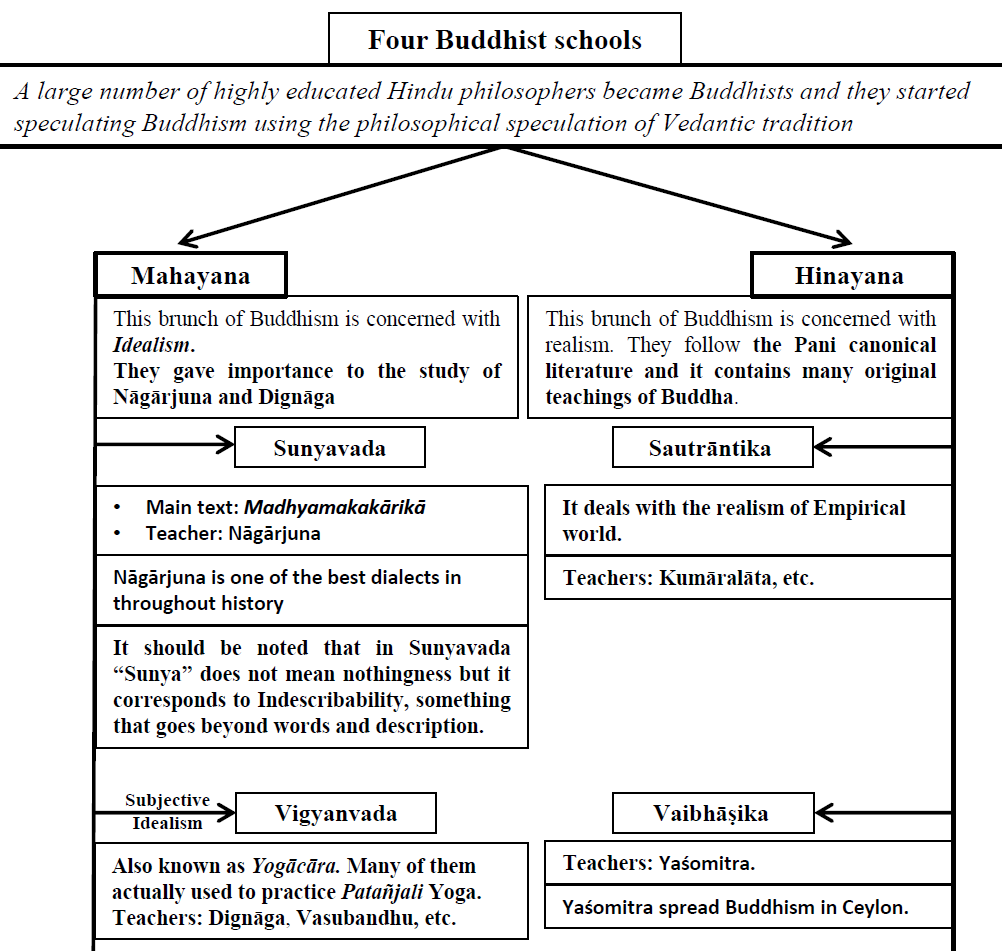 Four Buddhist schools
A large number of highly educated Hindu philosophers became Buddhists and they started
speculating Buddhism using the philosophical speculation of Vedantic tradition
Mahayana
This brunch of Buddhism is concerned with
Idealism.
They gave importance to the study of
Nāgārjuna and Dignāga
Sunyavada
• Main text: Madhyamakakārikā
• Teacher: Nāgārjuna
Nāgārjuna is one of the best dialects in
throughout history
It should be noted that in Sunyavada
“Sunya” does not mean nothingness but it
corresponds to Indescribability, something
that goes beyond words and description.
Subjective
Idealism
Vigyanvada
Also known as Yogācāra. Many of them
actually used to practice Patañjali Yoga.
Teachers: Dignāga, Vasubandhu, etc.
Hinayana
This brunch of Buddhism is concerned with
realism. They follow the Pani canonical
literature and it contains many original
teachings of Buddha.
Sautrāntika
It deals with the realism of Empirical
world.
Teachers: Kumāralāta, etc.
Vaibhāṣika
Teachers: Yaśomitra.
Yaśomitra spread Buddhism in Ceylon.